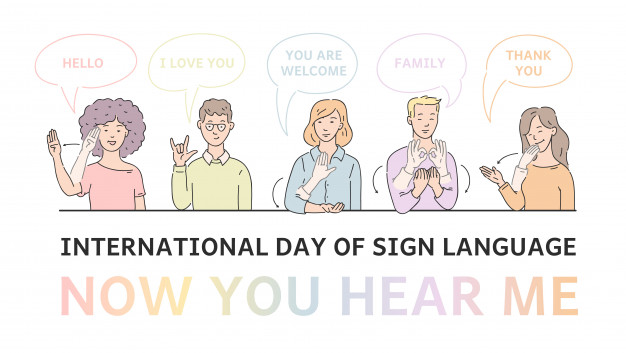 HELLO
I LOVE YOU
YOU ARE
WELCOME
FAMILY
THANK
YOU
INTERNATIONAL DAY OF SIGN LANGUAGE
NOW YOU HEAR ME